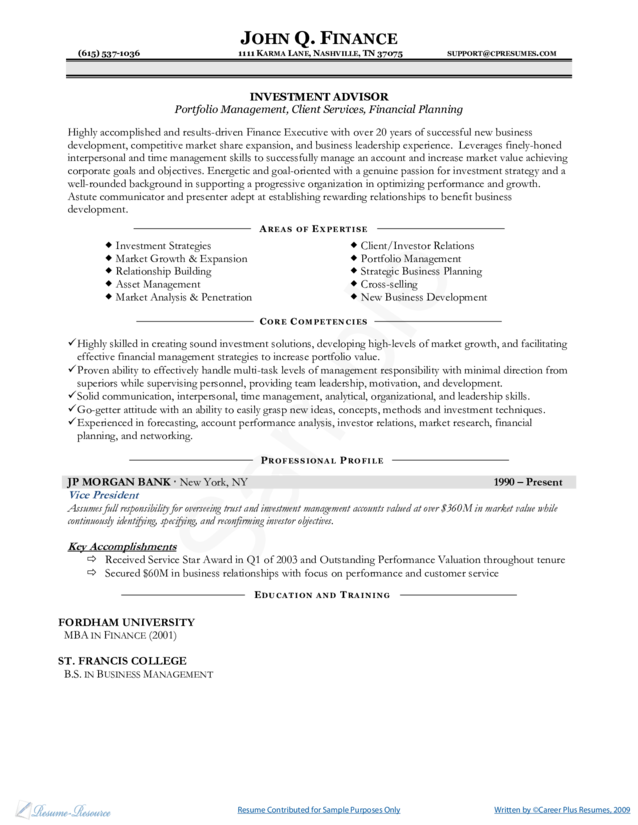 JOHN Q. FINANCE
(615) 537-1036 1111 KARMA LANE, NASHVILLE, TN 37075 SUPPORT@CPRESUMES.COM
INVESTMENT ADVISOR
Portfolio Management, Client Services, Financial Planning
Highly accomplished and results-driven Finance Executive with over 20 years of successful new business
development, competitive market share expansion, and business leadership experience. Leverages finely-honed
interpersonal and time management skills to successfully manage an account and increase market value achieving
corporate goals and objectives. Energetic and goal-oriented with a genuine passion for investment strategy and a
well-rounded background in supporting a progressive organization in optimizing performance and growth.
Astute communicator and presenter adept at establishing rewarding relationships to benefit business
development.
AREAS OF EXPERTISE
◆ Investment Strategies
◆ Market Growth & Expansion
◆ Relationship Building
◆ Asset Management
◆ Market Analysis & Penetration
◆ Client/Investor Relations
◆ Portfolio Management
◆ Strategic Business Planning
◆ Cross-selling
◆ New Business Development
CORE COMPETENCIES
✓Highly skilled in creating sound investment solutions, developing high-levels of market growth, and facilitating
effective financial management strategies to increase portfolio value.
✓Proven ability to effectively handle multi-task levels of management responsibility with minimal direction from
superiors while supervising personnel, providing team leadership, motivation, and development.
✓Solid communication, interpersonal, time management, analytical, organizational, and leadership skills.
✓Go-getter attitude with an ability to easily grasp new ideas, concepts, methods and investment techniques.
✓Experienced in forecasting, account performance analysis, investor relations, market research, financial
planning, and networking.
PROFESSIONAL PROFILE
JP MORGAN BANK · New York, NY 1990 – Present
Vice President
Assumes full responsibility for overseeing trust and investment management accounts valued at over $360M in market value while
continuously identifying, specifying, and reconfirming investor objectives.
Key Accomplishments
⇨ Received Service Star Award in Q1 of 2003 and Outstanding Performance Valuation throughout tenure
⇨ Secured $60M in business relationships with focus on performance and customer service
EDUCATION AND TRAINING
FORDHAM UNIVERSITY
MBA IN FINANCE (2001)
ST. FRANCIS COLLEGE
B.S. IN BUSINESS MANAGEMENT
Sample
Resume-Resource Resume Contributed for Sample Purposes Only Written by ©Career Plus Resumes, 2009